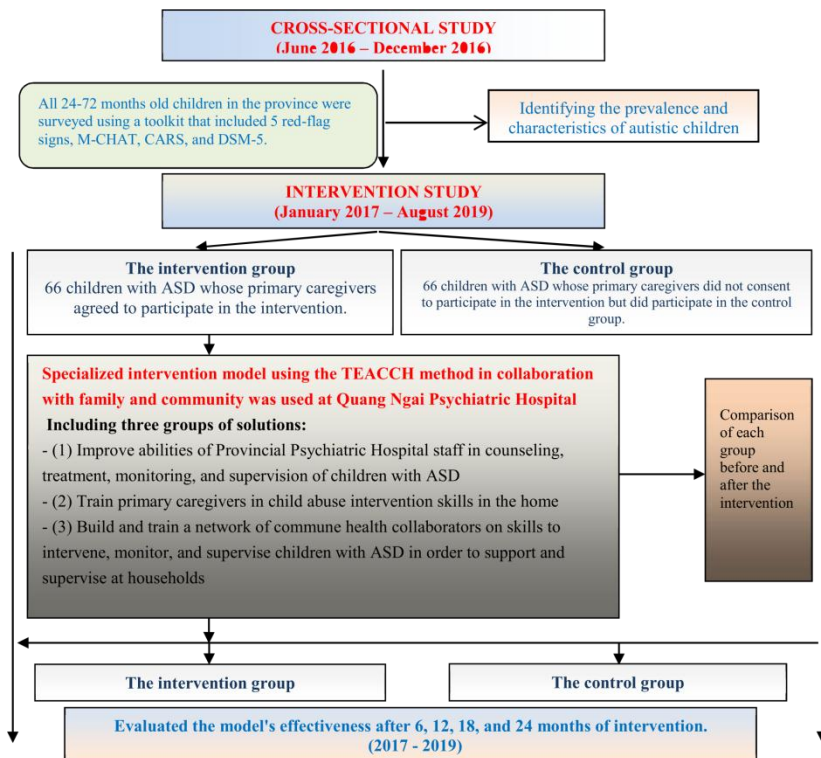 CROSS-SECTIONAL STUDY
(June 2016 – December 2016)
All 24-72 months old children in the province were
surveyed using a toolkit that included 5 red-flag
signs, M-CHAT, CARS, and DSM-5.
Identifying the prevalence and
characteristics of autistic children
INTERVENTION STUDY
(January 2017 – August 2019)
The intervention group
66 children with ASD whose primary caregivers
agreed to participate in the intervention.
The control group
66 children with ASD whose primary caregivers did not consent
to participate in the intervention but did participate in the control
group.
Specialized intervention model using the TEACCH method in collaboration
with family and community was used at Quang Ngai Psychiatric Hospital
Including three groups of solutions:
- (1) Improve abilities of Provincial Psychiatric Hospital staff in counseling,
treatment, monitoring, and supervision of children with ASD
- (2) Train primary caregivers in child abuse intervention skills in the home
- (3) Build and train a network of commune health collaborators on skills to
intervene, monitor, and supervise children with ASD in order to support and
supervise at households
Comparison
of each
group
before and
after the
intervention
The intervention group
The control group
Evaluated the model's effectiveness after 6, 12, 18, and 24 months of intervention.
(2017 - 2019)